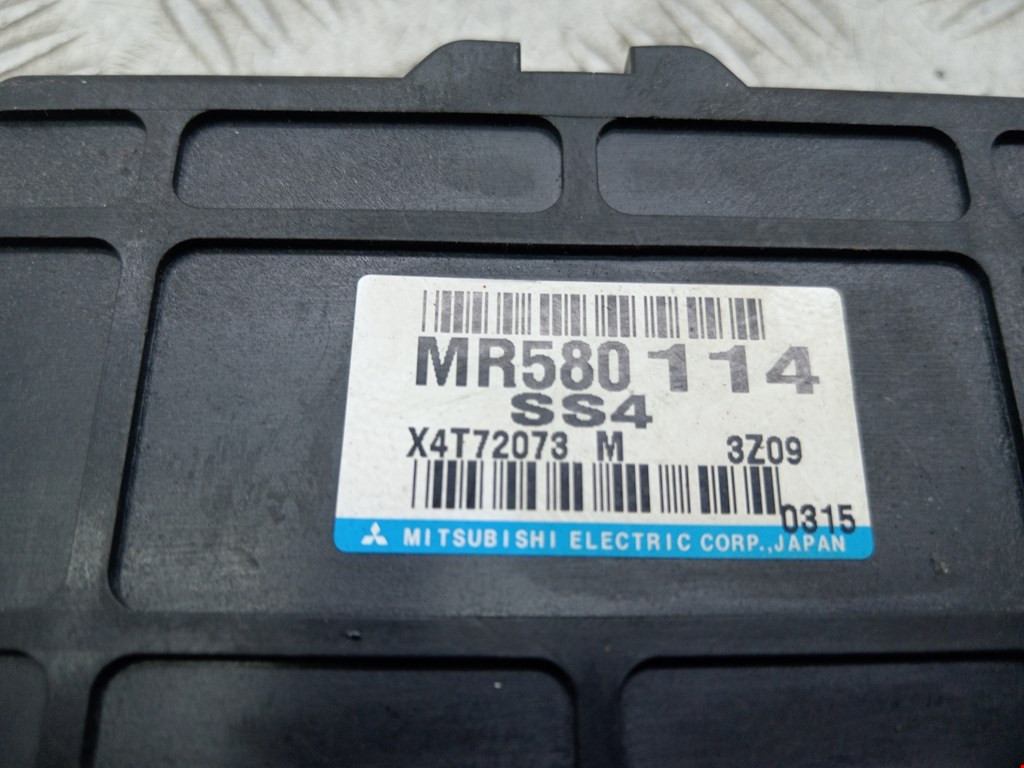 MR580114
SS4
X4T72073 M 3Z09
0315
MITSUBISHI ELECTRIC CORP.,JAPAN